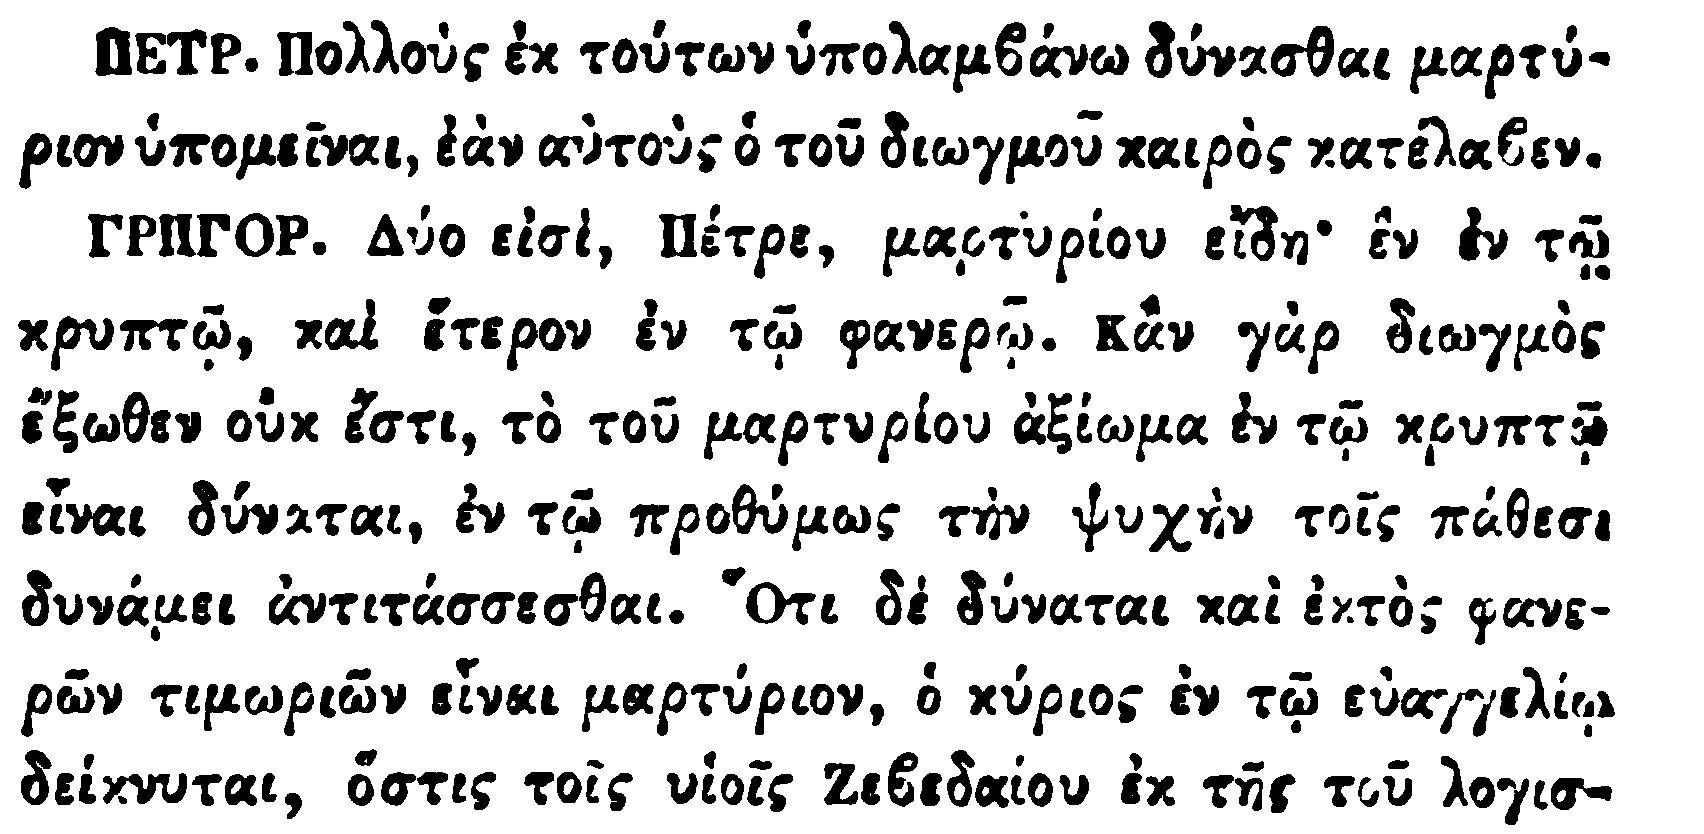 ΠΕΤΡ. Πολλοὺς ἐκ τούτων ὑπολαμβάνω δύνασθαι μαρτύ-
ριον ὑπομεῖναι, ἐὰν αὐτοὺς ὁ τοῦ διωγμοῦ καιρὸς κατέλαβεν.
ΓΡΗΓΟΡ. Δύο εἰσὶ, Πέτρε, μαρτυρίου εἴδη· ἓν ἐν τῷ
κρυπτῷ, καὶ ἕτερον ἐν τῷ φανερῷ. Κἂν γὰρ διωγμὸς
ἔξωθεν οὐκ ἔστι, τὸ τοῦ μαρτυρίου ἀξίωμα ἐν τῷ κρυπτῷ
εἶναι δύναται, ἐν τῷ προθύμως τὴν ψυχὴν τοῖς πάθεσι
δυνάμει ἀντιτάσσεσθαι. Ὅτι δὲ δύναται καὶ ἐκτὸς φανε-
ρῶν τιμωριῶν εἶναι μαρτύριον, ὁ κύριος ἐν τῷ εὐαγγελίῳ
δείκνυται, ὅστις τοῖς υἱοῖς Ζεβεδαίου ἐκ τῆς τοῦ λογισ-